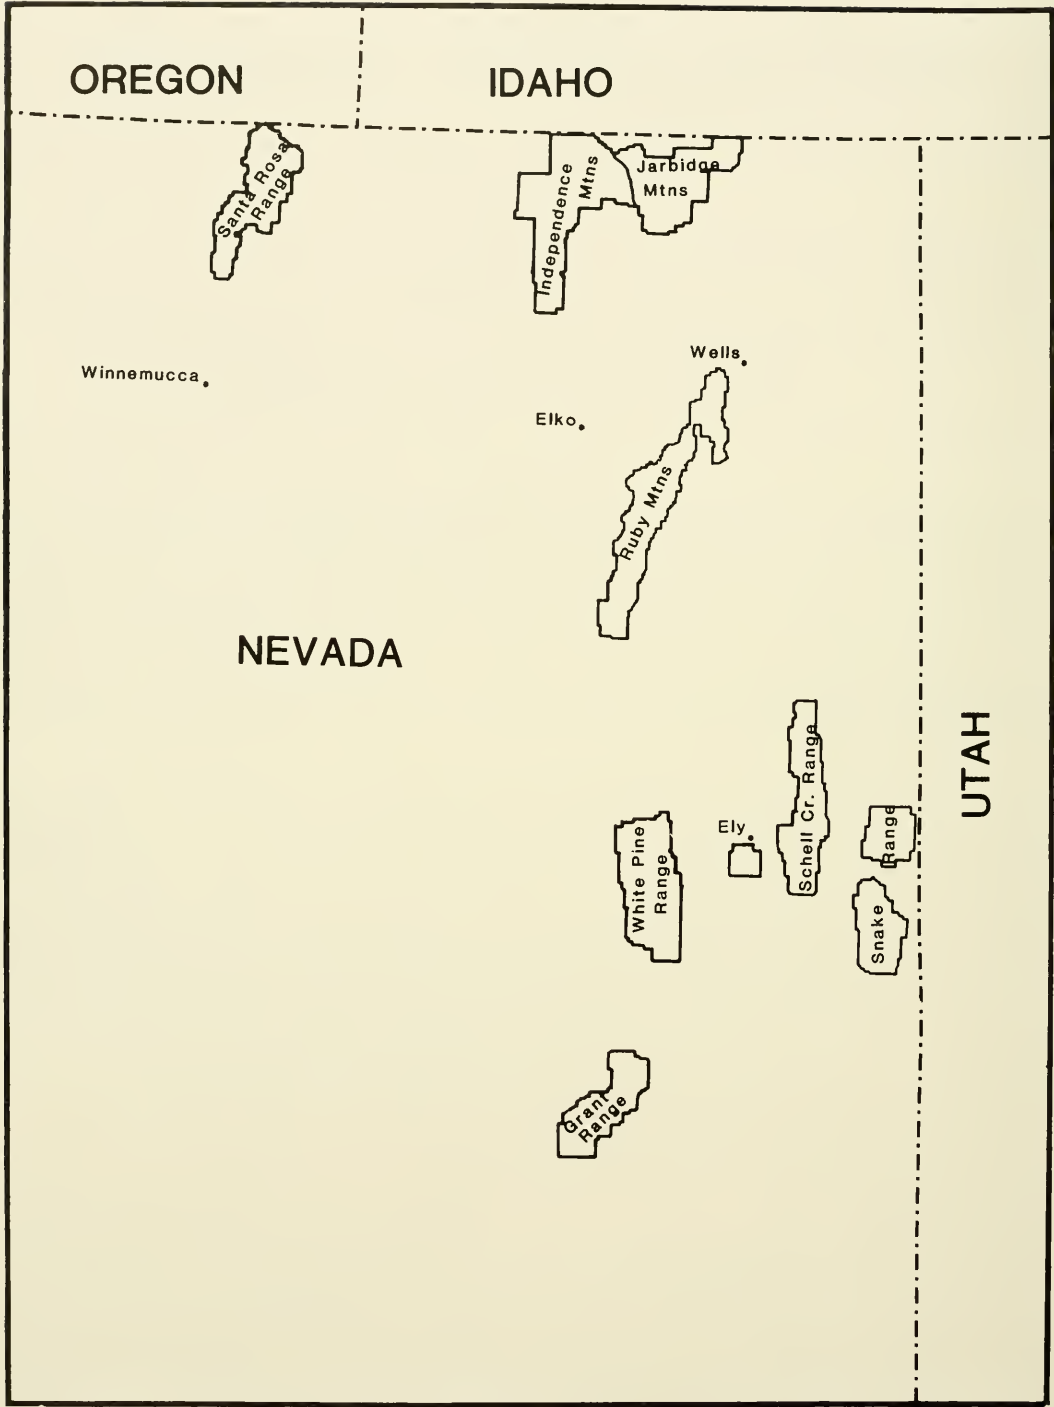 OREGON
IDAHO
Santa Rosa
Range
Independence
Mtns
Jarbidge
Mtns
Wells
Winnemucca
Elko
Ruby Mtns
NEVADA
UTAH
Schell Cr. Range
Ely
White Pine
Range
Snake
Range
Grant
Range